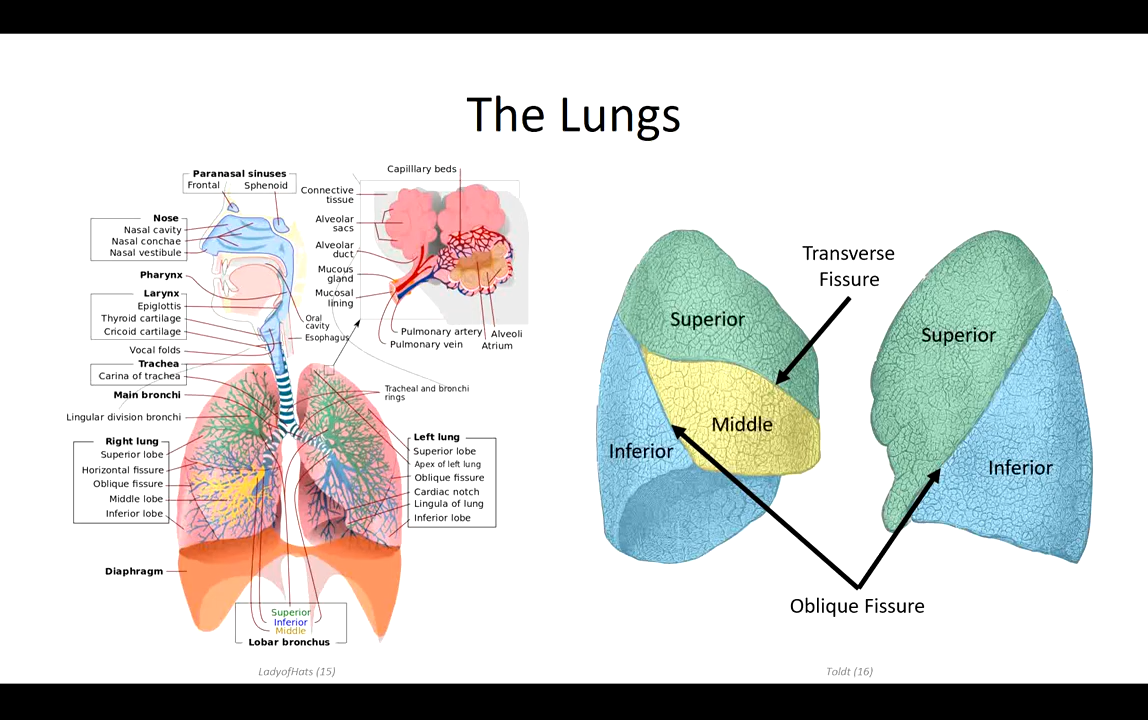 The Lungs
Paranasal sinuses
Frontal
Sphenoid
Nose
Nasal cavity
Nasal conchae
Nasal vestibule
Pharynx
Larynx
Epiglottis
Thyroid cartilage
Cricoid cartilage
Vocal folds
Trachea
Carina of trachea
Main bronchi
Lingular division bronchi
Right lung
Superior lobe
Horizontal fissure
Oblique fissure
Middle lobe
Inferior lobe
Diaphragm
Capilllary beds
Connective
tissue
Alveolar
sacs
Alveolar
duct
Mucous
gland
Mucosal
lining
Pulmonary artery
Pulmonary vein
Alveoli
Atrium
Oral
cavity
Esophagus
Tracheal and bronchi
rings
Left lung
Superior lobe
Apex of left lung
Oblique fissure
Cardiac notch
Lingula of lung
Inferior lobe
Superior
Inferior
Middle
Lobar bronchus
LadyofHats (15)
Transverse
Fissure
Superior
Middle
Inferior
Superior
Inferior
Oblique Fissure
Toldt (16)